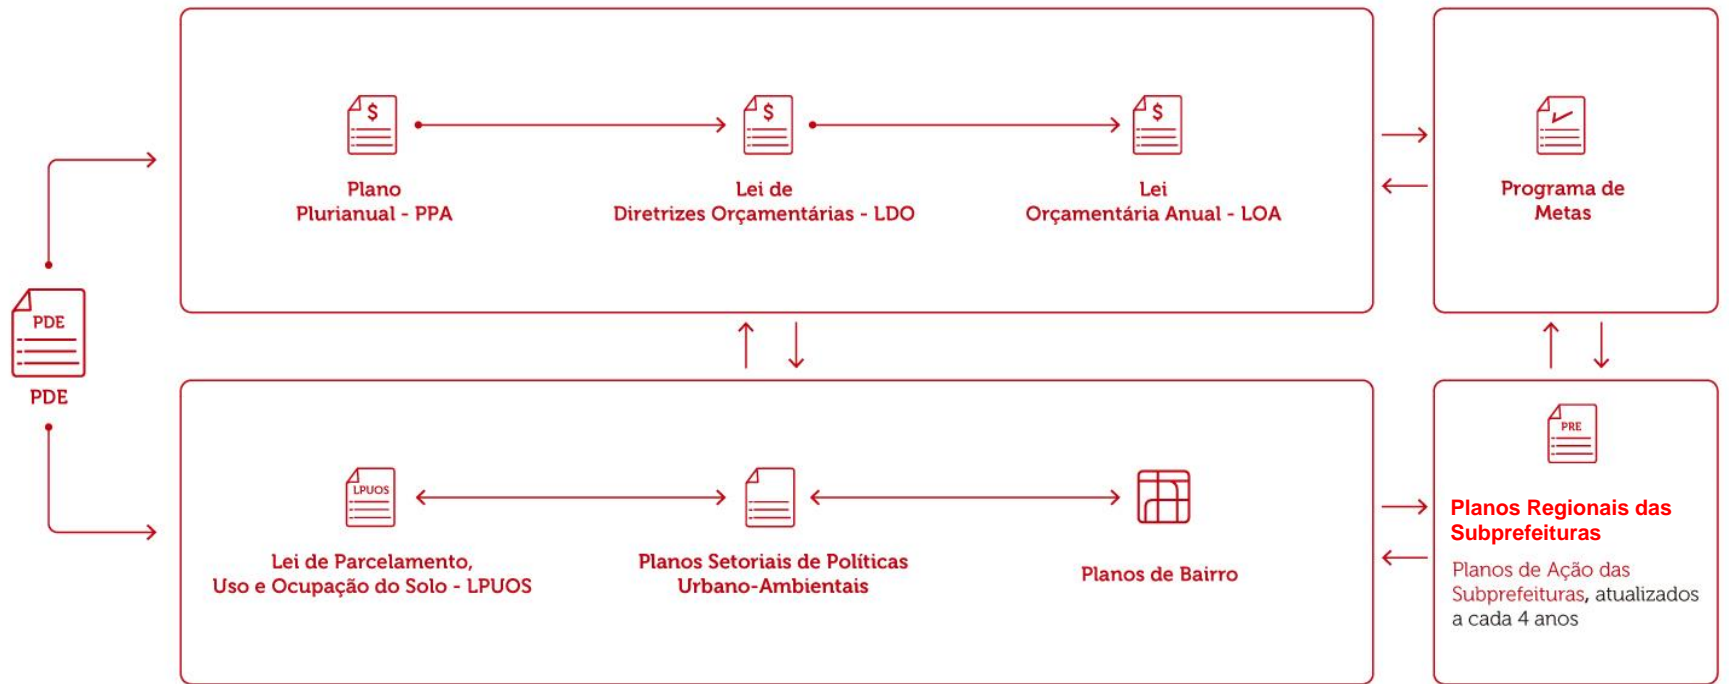 $
$
$
Plano
Plurianual - PPA
Lei de
Diretrizes Orçamentárias - LDO
Lei
Orçamentária Anual - LOA
Programa de
Metas
PDE
PDE
LPUOS
Lei de Parcelamento,
Uso e Ocupação do Solo - LPUOS
Planos Setoriais de Políticas
Urbano-Ambientais
Planos de Bairro
PRE
Planos Regionais das
Subprefeituras
Planos de Ação das
Subprefeituras, atualizados
a cada 4 anos